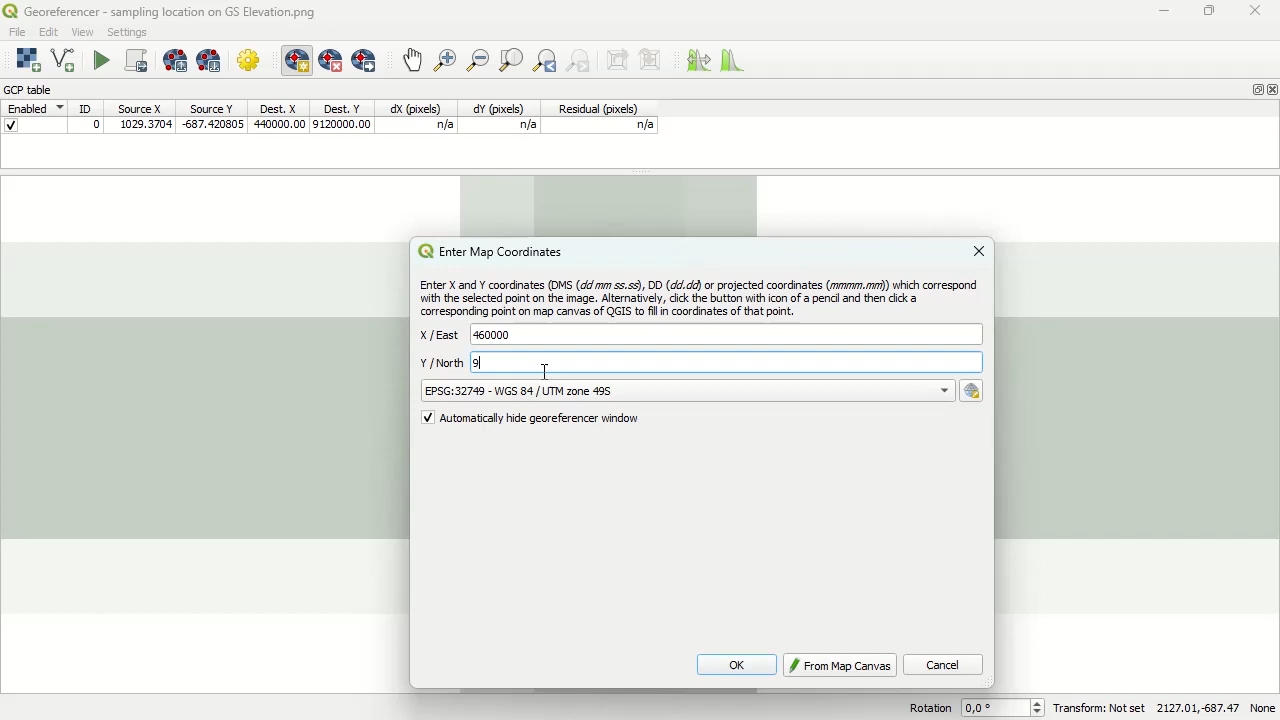 Georeferencer - sampling location on GS Elevation.png
File Edit View Settings
GCP table
Enabled ID Source X Source Y Dest. X Dest. Y dX (pixels) dY (pixels) Residual (pixels)
0 1029.3704 -687.420805 440000.00 9120000.00 n/a n/a n/a
Enter Map Coordinates
Enter X and Y coordinates (DMS (dd mm ss.ss), DD (dd.dd) or projected coordinates (mmmm.mm)) which correspond
with the selected point on the image. Alternatively, click the button with icon of a pencil and then click a
corresponding point on map canvas of QGIS to fill in coordinates of that point.
X / East 460000
Y / North 9
EPSG:32749 - WGS 84 / UTM zone 49S
Automatically hide georeferencer window
OK From Map Canvas Cancel
Rotation 0,0 ° Transform: Not set 2127.01,-687.47 None